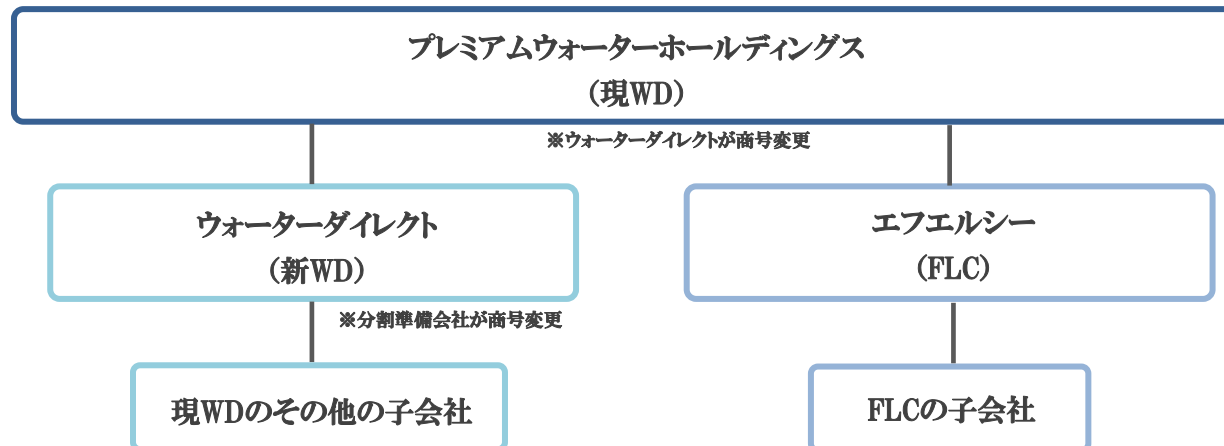 プレミアムウォーターホールディングス
（現WD）
※ウォーターダイレクトが商号変更
ウォーターダイレクト
（新WD）
エフエルシー
（FLC）
※分割準備会社が商号変更
現WDのその他の子会社
FLCの子会社